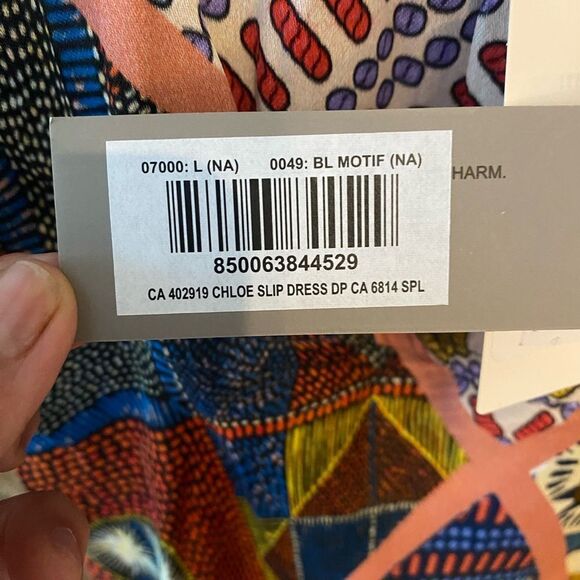 07000: L (NA) 0049: BL MOTIF (NA)
HARM.
850063844529
CA 402919 CHLOE SLIP DRESS DP CA 6814 SPL